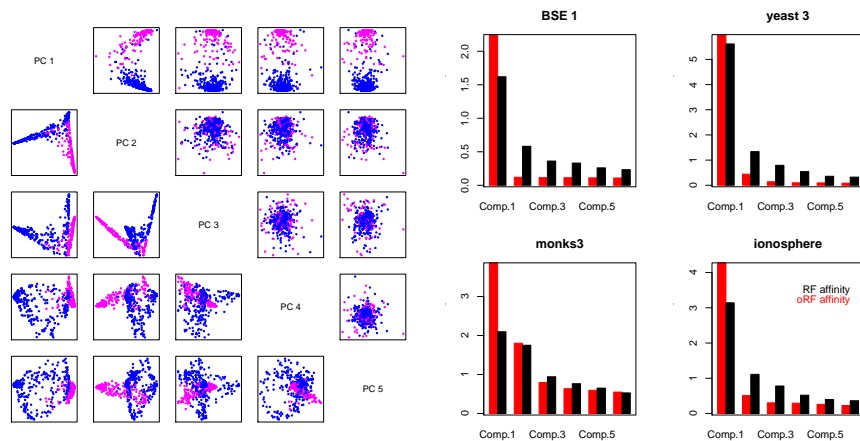 PC 1
PC 2
PC 3
PC 4
PC 5
BSE 1
2.0
1.5
1.0
0.5
0.0
Comp.1 Comp.3 Comp.5
yeast 3
5
4
3
2
1
0
Comp.1 Comp.3 Comp.5
monks3
3
2
1
0
Comp.1 Comp.3 Comp.5
ionosphere
4
3
2
1
0
RF affinity
oRF affinity
Comp.1 Comp.3 Comp.5